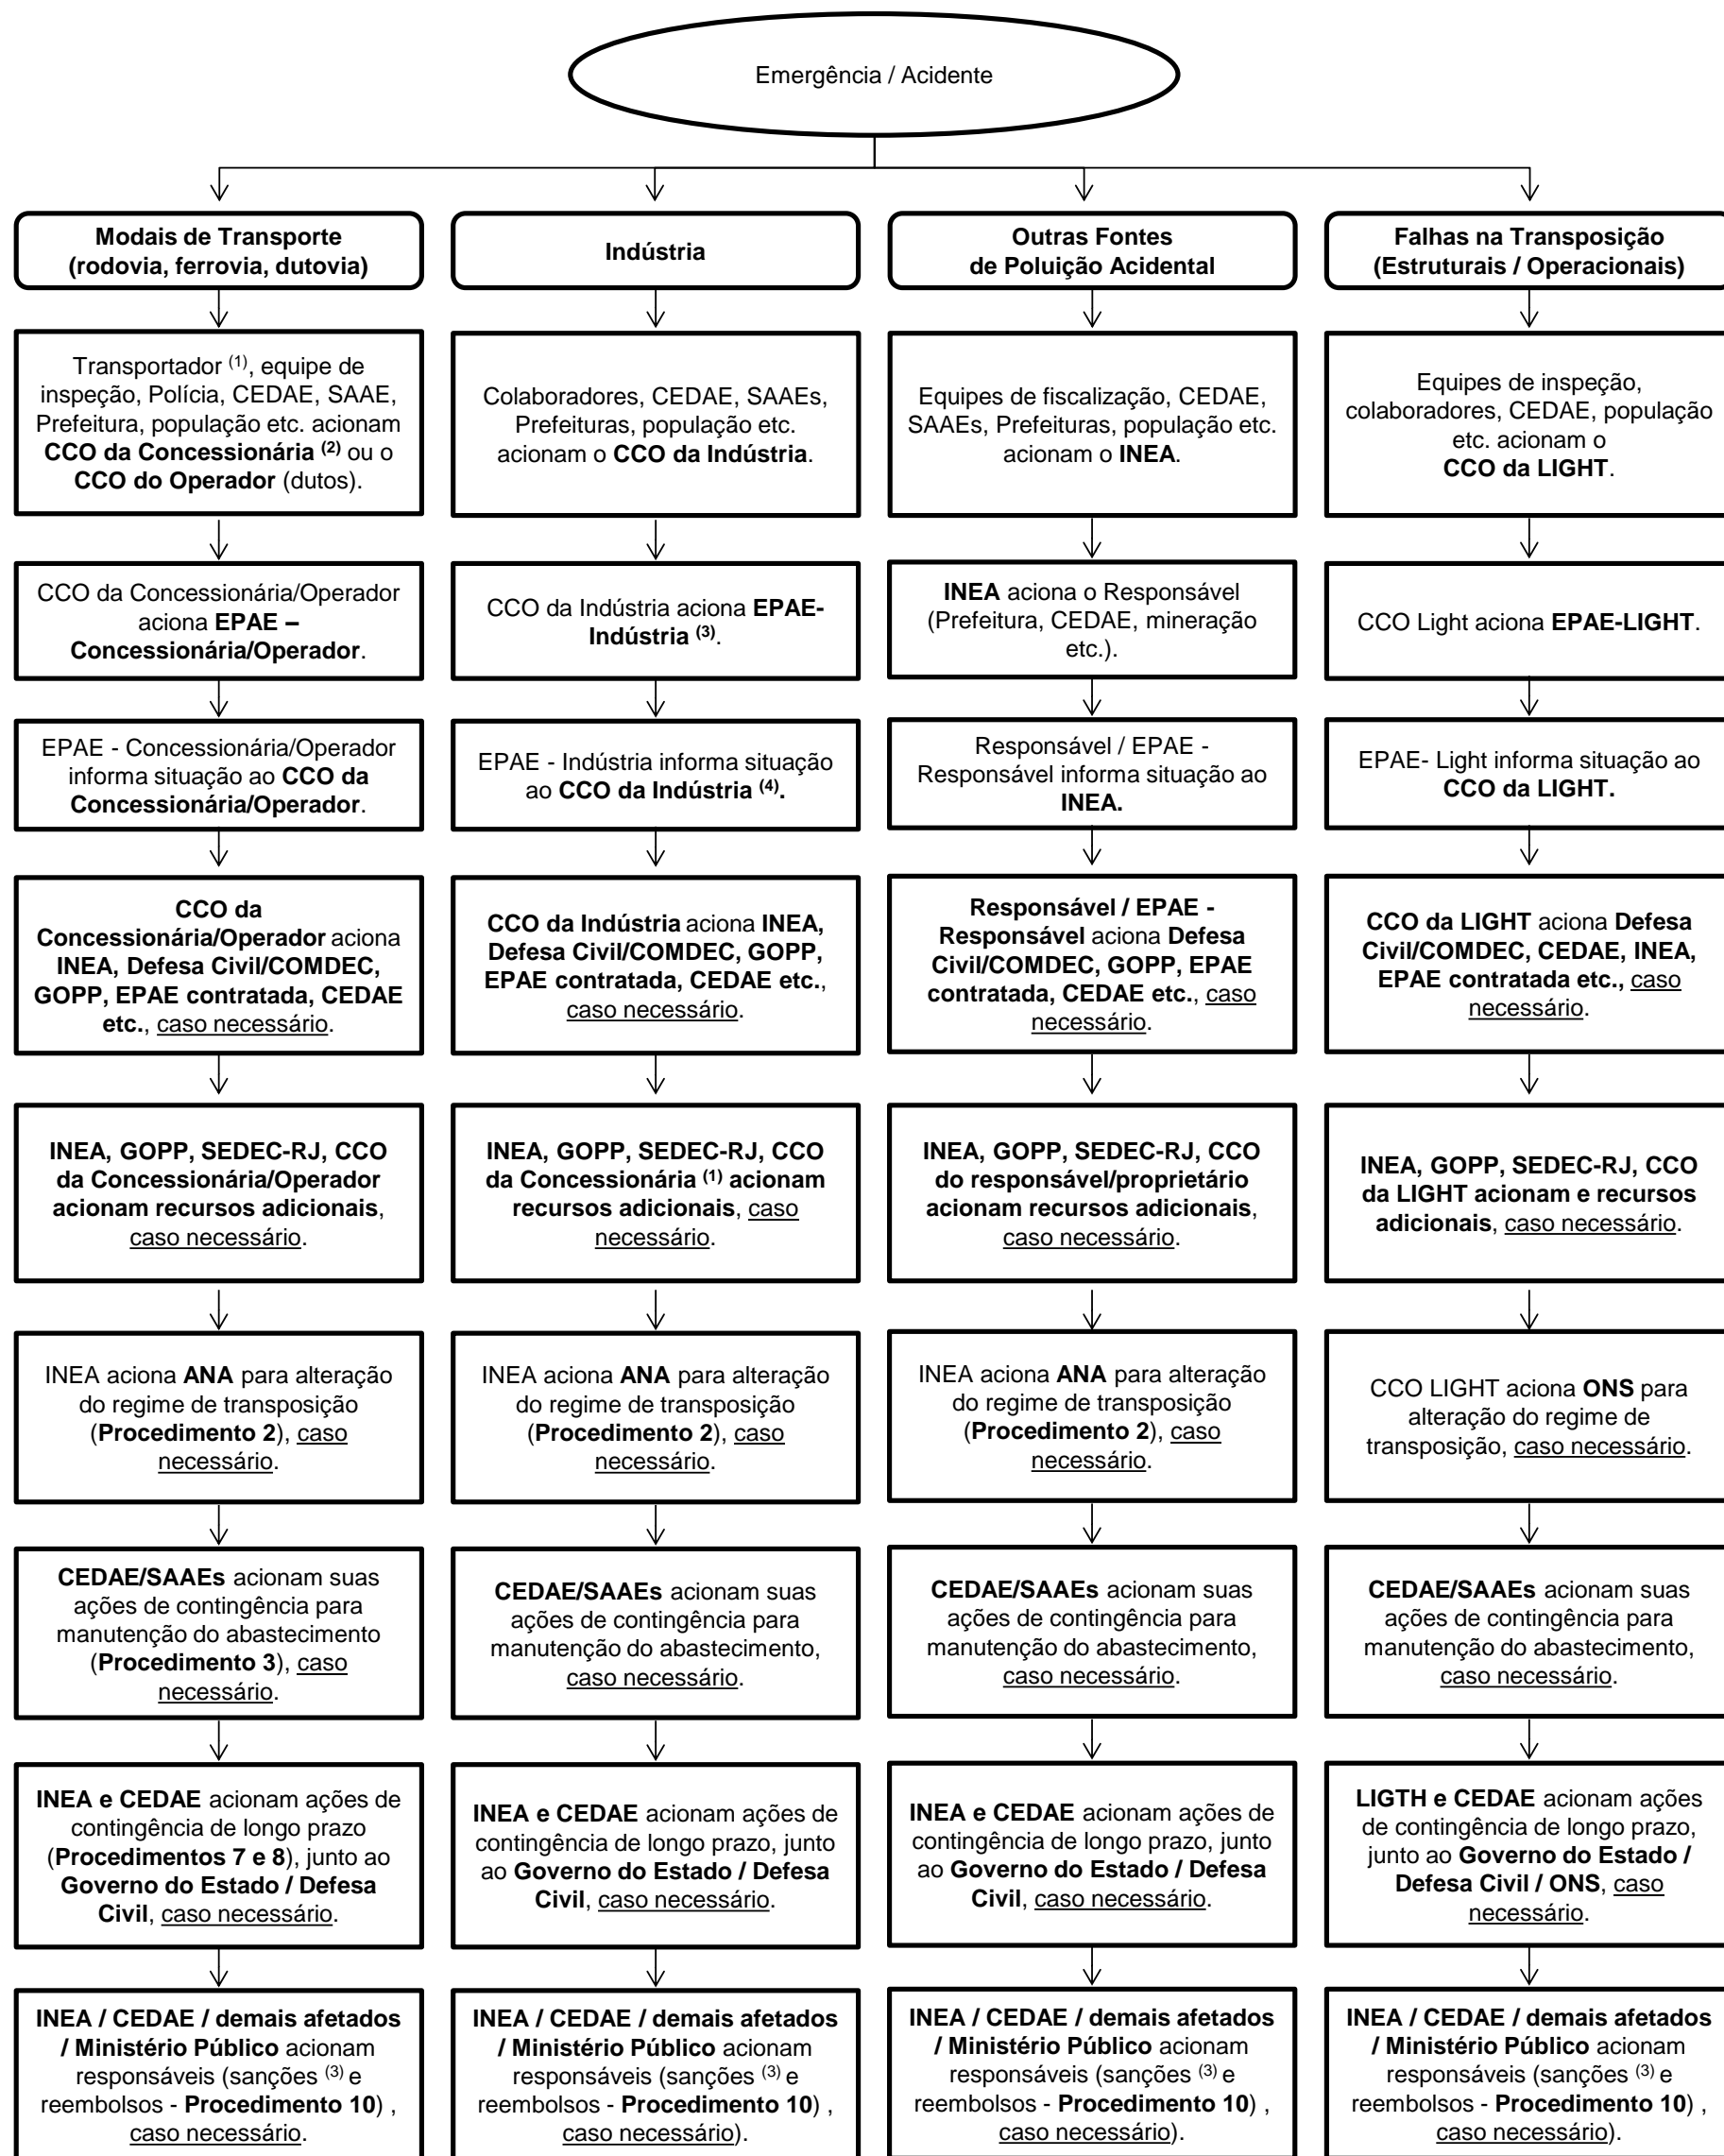 Emergência / Acidente
Modais de Transporte
(rodovia, ferrovia, dutovia)
Indústria
Outras Fontes
de Poluição Acidental
Falhas na Transposição
(Estruturais / Operacionais)
Transportador (1), equipe de
inspeção, Polícia, CEDAE, SAAE,
Prefeitura, população etc. acionam
CCO da Concessionária (2) ou o
CCO do Operador (dutos).
Colaboradores, CEDAE, SAAEs,
Prefeituras, população etc.
acionam o CCO da Indústria.
Equipes de fiscalização, CEDAE,
SAAEs, Prefeituras, população etc.
acionam o INEA.
Equipes de inspeção,
colaboradores, CEDAE, população
etc. acionam o
CCO da LIGHT.
CCO da Concessionária/Operador
aciona EPAE –
Concessionária/Operador.
CCO da Indústria aciona EPAE-
Indústria (3).
INEA aciona o Responsável
(Prefeitura, CEDAE, mineração
etc.).
CCO Light aciona EPAE-LIGHT.
EPAE - Concessionária/Operador
informa situação ao CCO da
Concessionária/Operador.
EPAE - Indústria informa situação
ao CCO da Indústria (4).
Responsável / EPAE -
Responsável informa situação ao
INEA.
EPAE- Light informa situação ao
CCO da LIGHT.
CCO da
Concessionária/Operador aciona
INEA, Defesa Civil/COMDEC,
GOPP, EPAE contratada, CEDAE
etc., caso necessário.
CCO da Indústria aciona INEA,
Defesa Civil/COMDEC, GOPP,
EPAE contratada, CEDAE etc.,
caso necessário.
Responsável / EPAE -
Responsável aciona Defesa
Civil/COMDEC, GOPP, EPAE
contratada, CEDAE etc., caso
necessário.
CCO da LIGHT aciona Defesa
Civil/COMDEC, CEDAE, INEA,
EPAE contratada etc., caso
necessário.
INEA, GOPP, SEDEC-RJ, CCO
da Concessionária/Operador
acionam recursos adicionais,
caso necessário.
INEA, GOPP, SEDEC-RJ, CCO
da Concessionária (1) acionam
recursos adicionais, caso
necessário.
INEA, GOPP, SEDEC-RJ, CCO
do responsável/proprietário
acionam recursos adicionais,
caso necessário.
INEA, GOPP, SEDEC-RJ, CCO
da LIGHT acionam e recursos
adicionais, caso necessário.
INEA aciona ANA para alteração
do regime de transposição
(Procedimento 2), caso
necessário.
INEA aciona ANA para alteração
do regime de transposição
(Procedimento 2), caso
necessário.
INEA aciona ANA para alteração
do regime de transposição
(Procedimento 2), caso
necessário.
CCO LIGHT aciona ONS para
alteração do regime de
transposição, caso necessário.
CEDAE/SAAEs acionam suas
ações de contingência para
manutenção do abastecimento
(Procedimento 3), caso
necessário.
CEDAE/SAAEs acionam suas
ações de contingência para
manutenção do abastecimento,
caso necessário.
CEDAE/SAAEs acionam suas
ações de contingência para
manutenção do abastecimento,
caso necessário.
CEDAE/SAAEs acionam suas
ações de contingência para
manutenção do abastecimento,
caso necessário.
INEA e CEDAE acionam ações de
contingência de longo prazo
(Procedimentos 7 e 8), junto ao
Governo do Estado / Defesa
Civil, caso necessário.
INEA e CEDAE acionam ações de
contingência de longo prazo, junto
ao Governo do Estado / Defesa
Civil, caso necessário.
INEA e CEDAE acionam ações de
contingência de longo prazo, junto
ao Governo do Estado / Defesa
Civil, caso necessário.
LIGTH e CEDAE acionam ações
de contingência de longo prazo,
junto ao Governo do Estado /
Defesa Civil / ONS, caso
necessário.
INEA / CEDAE / demais afetados
/ Ministério Público acionam
responsáveis (sanções (3) e
reembolsos - Procedimento 10) ,
caso necessário.
INEA / CEDAE / demais afetados
/ Ministério Público acionam
responsáveis (sanções (3) e
reembolsos - Procedimento 10) ,
caso necessário).
INEA / CEDAE / demais afetados
/ Ministério Público acionam
responsáveis (sanções (3) e
reembolsos - Procedimento 10) ,
caso necessário).
INEA / CEDAE / demais afetados
/ Ministério Público acionam
responsáveis (sanções (3) e
reembolsos - Procedimento 10) ,
caso necessário).